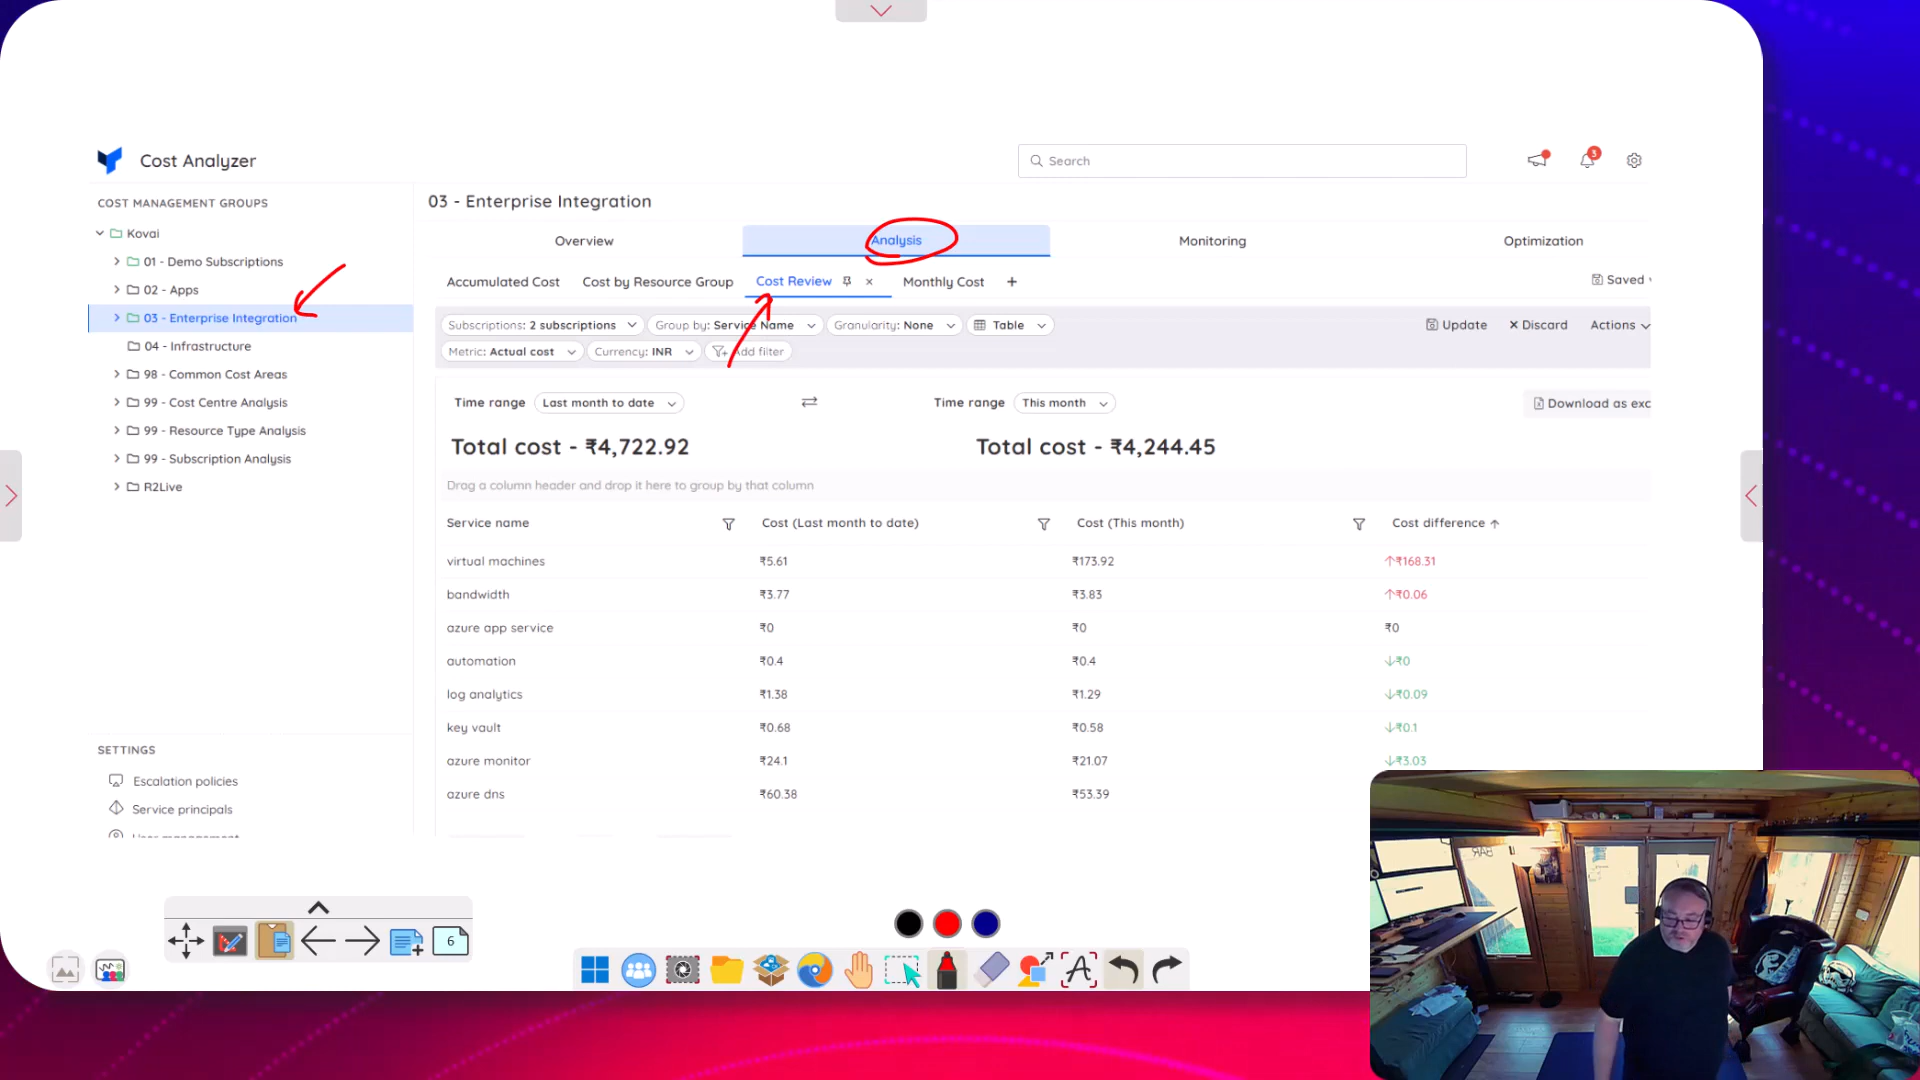 Cost Analyzer
Search
3
COST MANAGEMENT GROUPS
Kovai
01 - Demo Subscriptions
02 - Apps
03 - Enterprise Integration
04 - Infrastructure
98 - Common Cost Areas
99 - Cost Centre Analysis
99 - Resource Type Analysis
99 - Subscription Analysis
R2Live
SETTINGS
Escalation policies
Service principals
03 - Enterprise Integration
Overview Analysis Monitoring Optimization
Accumulated Cost Cost by Resource Group Cost Review Monthly Cost + Saved
Subscriptions: 2 subscriptions Group by: Service Name Granularity: None Table Update Discard Actions
Metric: Actual cost Currency: INR Add filter
Time range Last month to date Time range This month Download as exc
Total cost - ₹4,722.92 Total cost - ₹4,244.45
Drag a column header and drop it here to group by that column
Service name Cost (Last month to date) Cost (This month) Cost difference ↑
virtual machines ₹5.61 ₹173.92 ↑₹168.31
bandwidth ₹3.77 ₹3.83 ↑₹0.06
azure app service ₹0 ₹0 ₹0
automation ₹0.4 ₹0.4 ↓₹0
log analytics ₹1.38 ₹1.29 ↓₹0.09
key vault ₹0.68 ₹0.58 ↓₹0.1
azure monitor ₹24.1 ₹21.07 ↓₹3.03
azure dns ₹60.38 ₹53.39
6